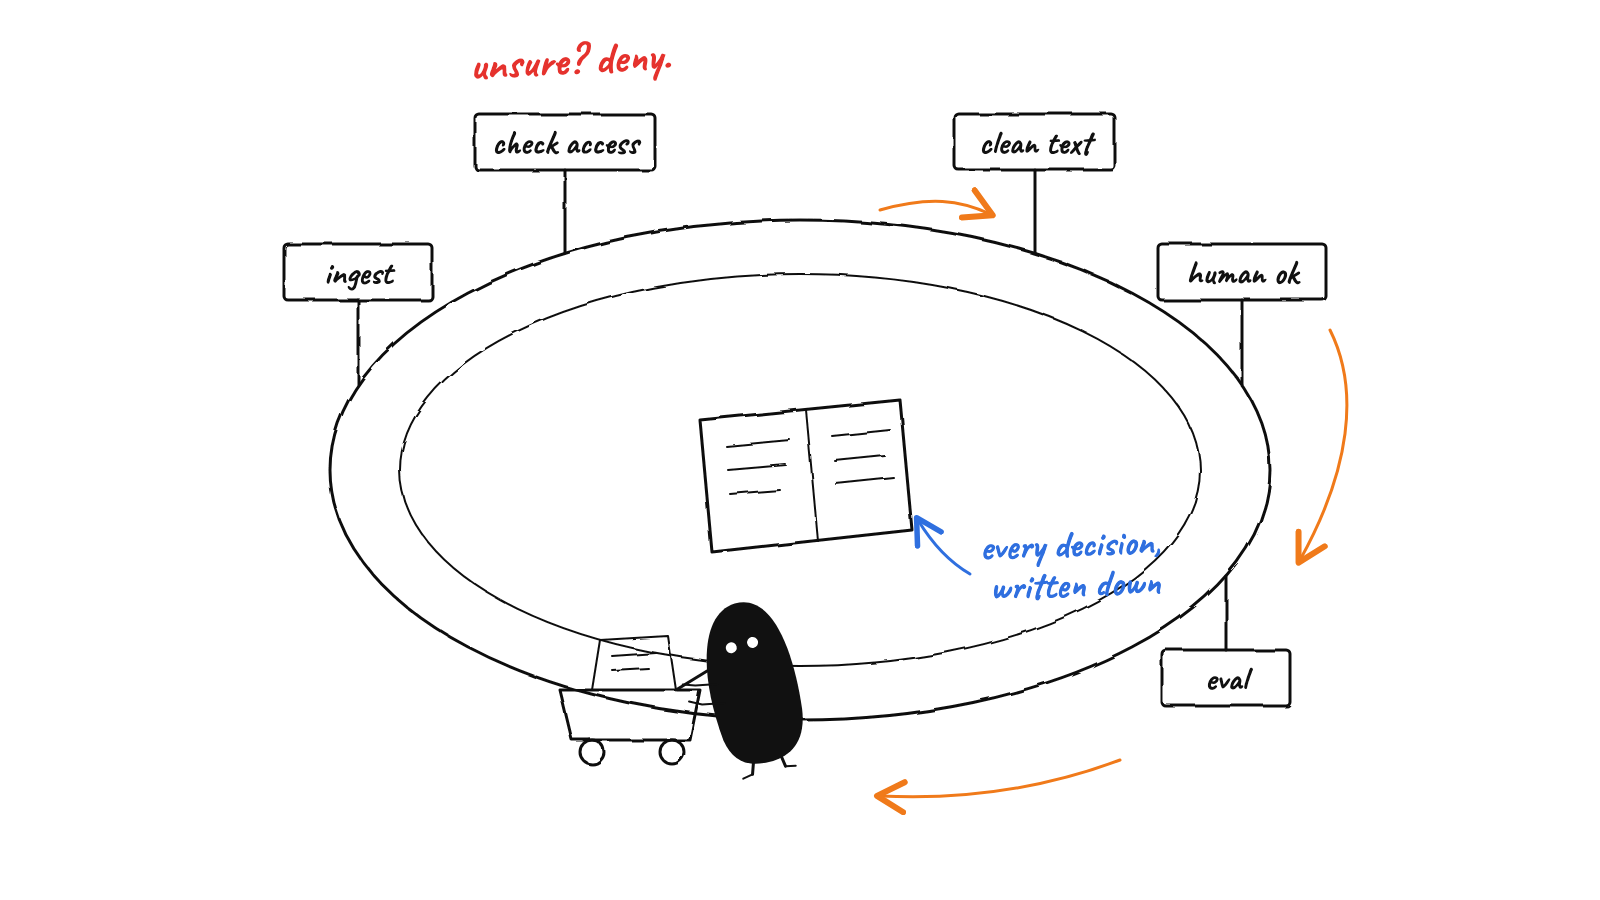 unsure? deny.
check access
clean text
ingest
human ok
every decision,
written down
eval